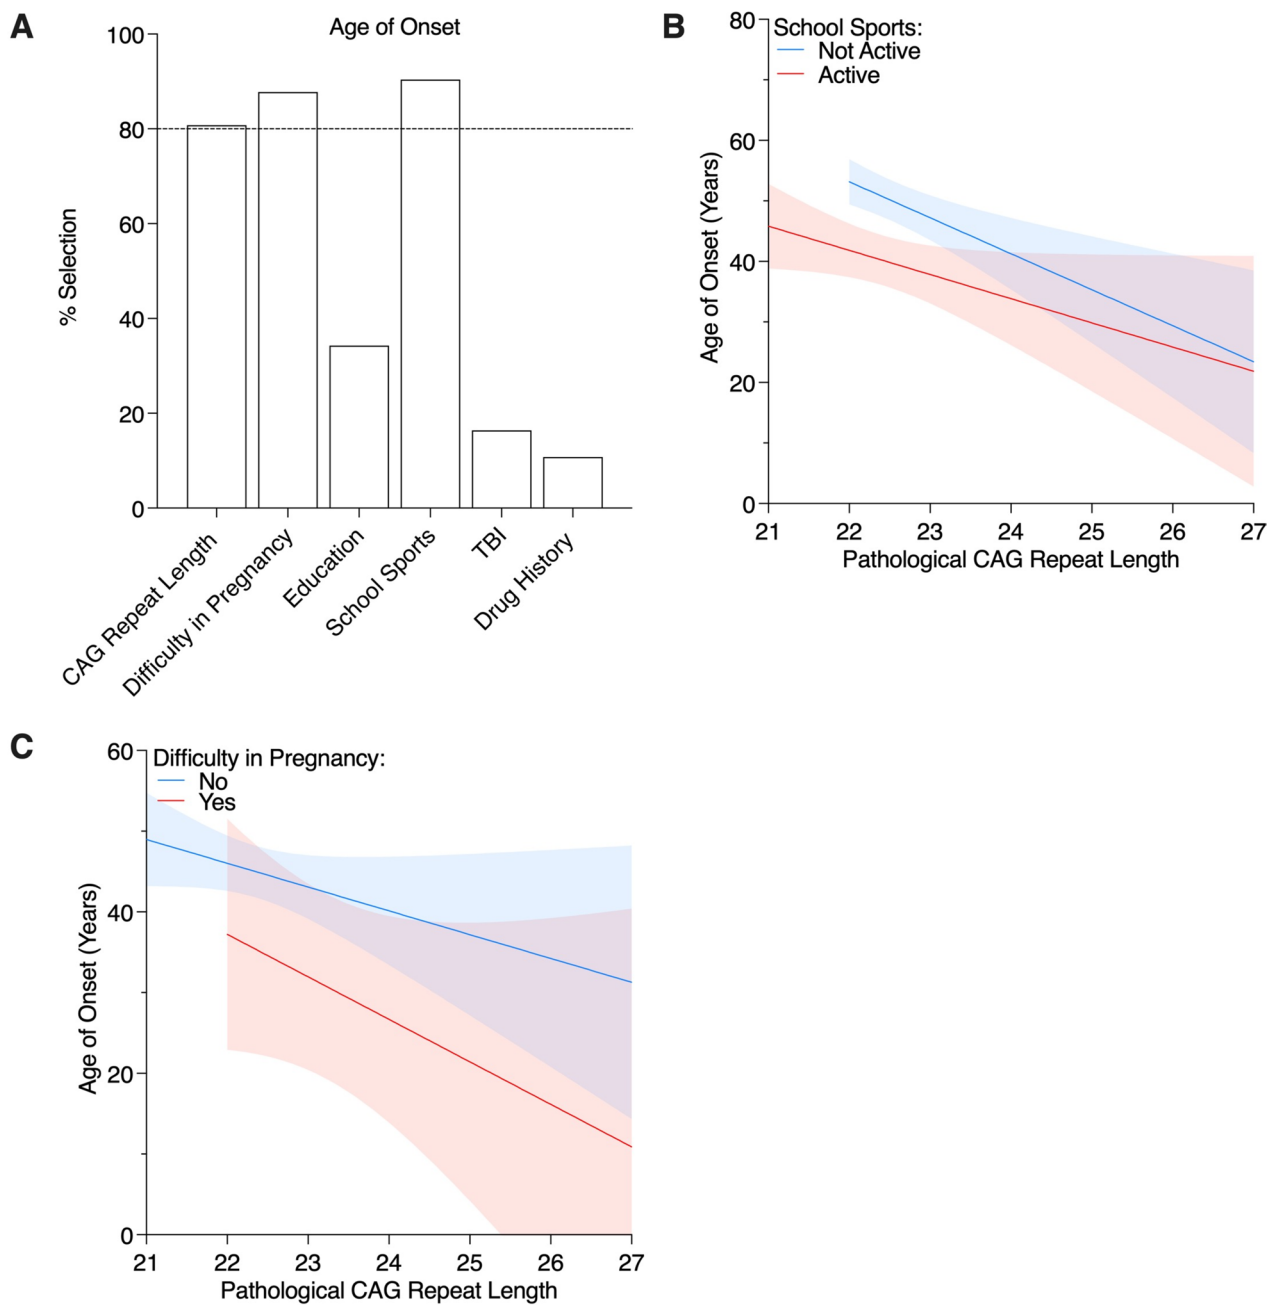 A
Age of Onset
100
80
60
40
20
0
% Selection
CAG Repeat Length
Difficulty in Pregnancy
Education
School Sports
TBI
Drug History
B
School Sports:
Not Active
Active
80
60
40
20
0
Age of Onset (Years)
21 22 23 24 25 26 27
Pathological CAG Repeat Length
C
Difficulty in Pregnancy:
No
Yes
60
40
20
0
Age of Onset (Years)
21 22 23 24 25 26 27
Pathological CAG Repeat Length